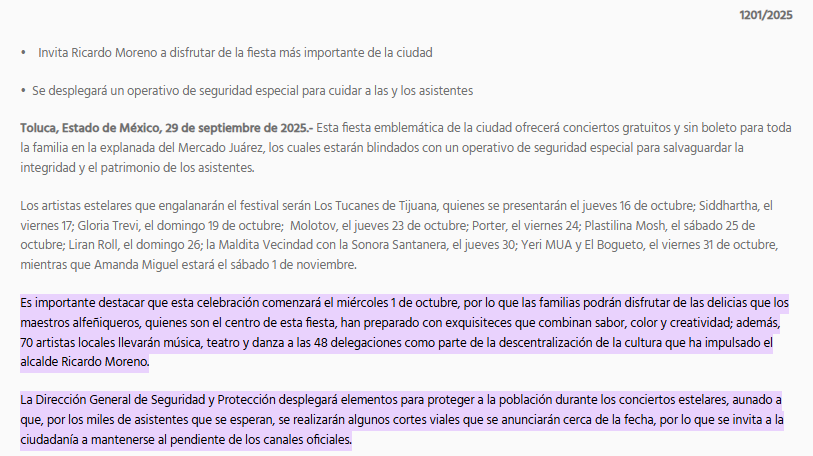 1201/2025
• Invita Ricardo Moreno a disfrutar de la fiesta más importante de la ciudad
• Se desplegará un operativo de seguridad especial para cuidar a las y los asistentes
Toluca, Estado de México, 29 de septiembre de 2025.- Esta fiesta emblemática de la ciudad ofrecerá conciertos gratuitos y sin boleto para toda
la familia en la explanada del Mercado Juárez, los cuales estarán blindados con un operativo de seguridad especial para salvaguardar la
integridad y el patrimonio de los asistentes.
Los artistas estelares que engalanarán el festival serán Los Tucanes de Tijuana, quienes se presentarán el jueves 16 de octubre; Siddhartha, el
viernes 17; Gloria Trevi, el domingo 19 de octubre; Molotov, el jueves 23 de octubre; Porter, el viernes 24; Plastilina Mosh, el sábado 25 de
octubre; Liran Roll, el domingo 26; la Maldita Vecindad con la Sonora Santanera, el jueves 30; Yeri MUA y El Bogueto, el viernes 31 de octubre,
mientras que Amanda Miguel estará el sábado 1 de noviembre.
Es importante destacar que esta celebración comenzará el miércoles 1 de octubre, por lo que las familias podrán disfrutar de las delicias que los
maestros alfeñiqueros, quienes son el centro de esta fiesta, han preparado con exquisiteces que combinan sabor, color y creatividad; además,
70 artistas locales llevarán música, teatro y danza a las 48 delegaciones como parte de la descentralización de la cultura que ha impulsado el
alcalde Ricardo Moreno.
La Dirección General de Seguridad y Protección desplegará elementos para proteger a la población durante los conciertos estelares, aunado a
que, por los miles de asistentes que se esperan, se realizarán algunos cortes viales que se anunciarán cerca de la fecha, por lo que se invita a la
ciudadanía a mantenerse al pendiente de los canales oficiales.